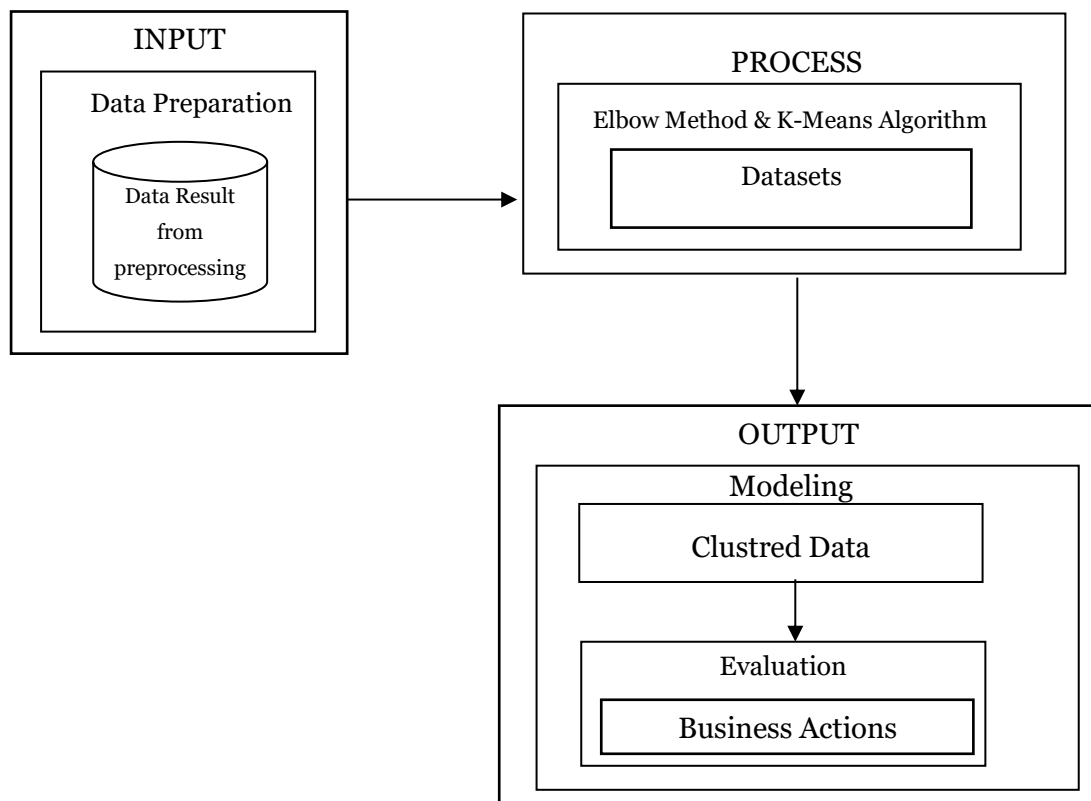 INPUT
Data Preparation
Data Result
from
preprocessing
PROCESS
Elbow Method & K-Means Algorithm
Datasets
OUTPUT
Modeling
Clustred Data
Evaluation
Business Actions